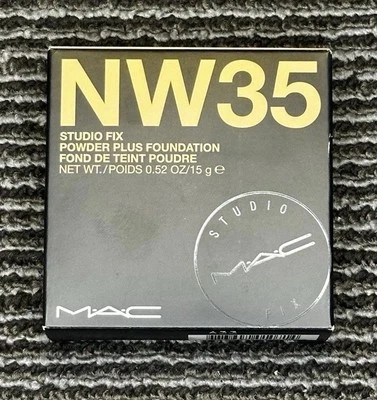 NW35
STUDIO FIX
POWDER PLUS FOUNDATION
FOND DE TEINT POUDRE
NET WT./POIDS 0.52 OZ/15 g ℮
STUDIO
MAC
FIX
MAC